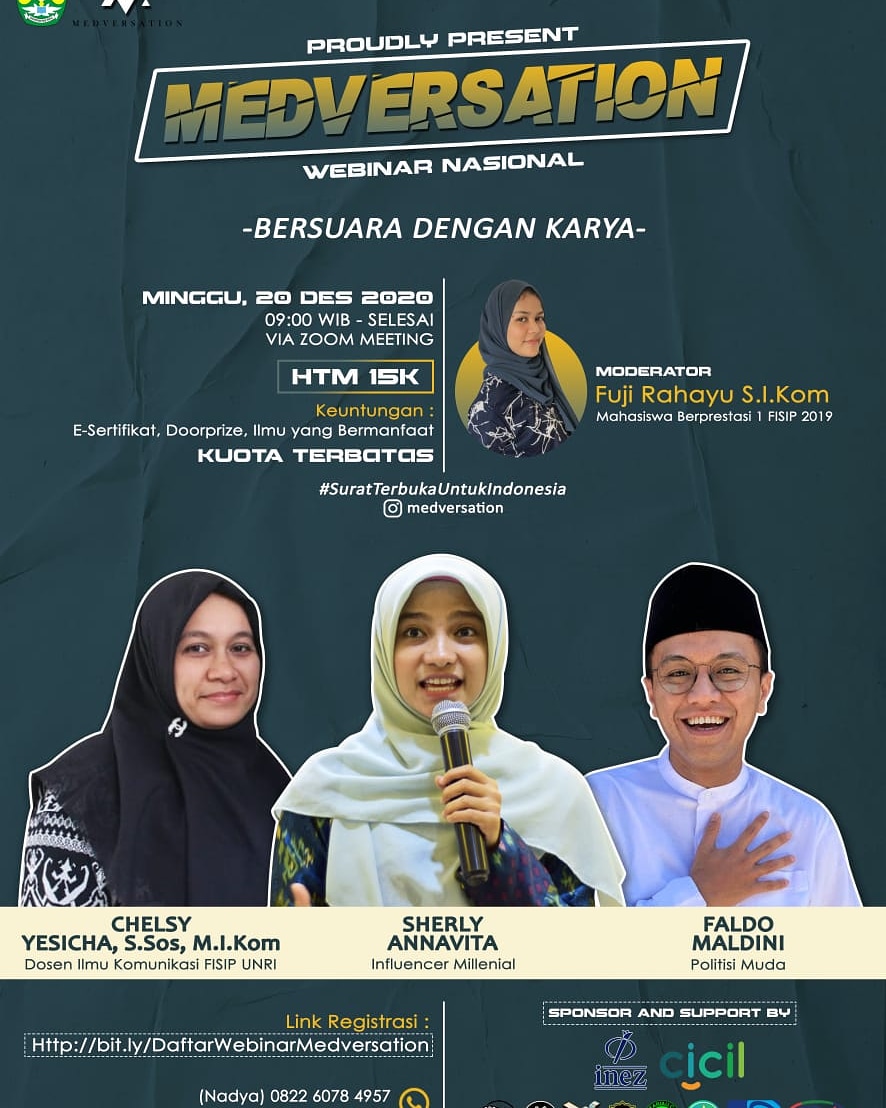 MEDVERSATION
PROUDLY PRESENT
MEDVERSATION
WEBINAR NASIONAL
-BERSUARA DENGAN KARYA-
MINGGU, 20 DES 2020
09:00 WIB - SELESAI
VIA ZOOM MEETING
HTM 15K
Keuntungan :
E-Sertifikat, Doorprize, Ilmu yang Bermanfaat
KUOTA TERBATAS
MODERATOR
Fuji Rahayu S.I.Kom
Mahasiswa Berprestasi 1 FISIP 2019
#SuratTerbukaUntukIndonesia
medversation
CHELSY
YESICHA, S.Sos, M.I.Kom
Dosen Ilmu Komunikasi FISIP UNRI
SHERLY
ANNAVITA
Influencer Millenial
FALDO
MALDINI
Politisi Muda
Link Registrasi :
Http://bit.ly/DaftarWebinarMedversation
(Nadya) 0822 6078 4957
SPONSOR AND SUPPORT BY
inez
cicil